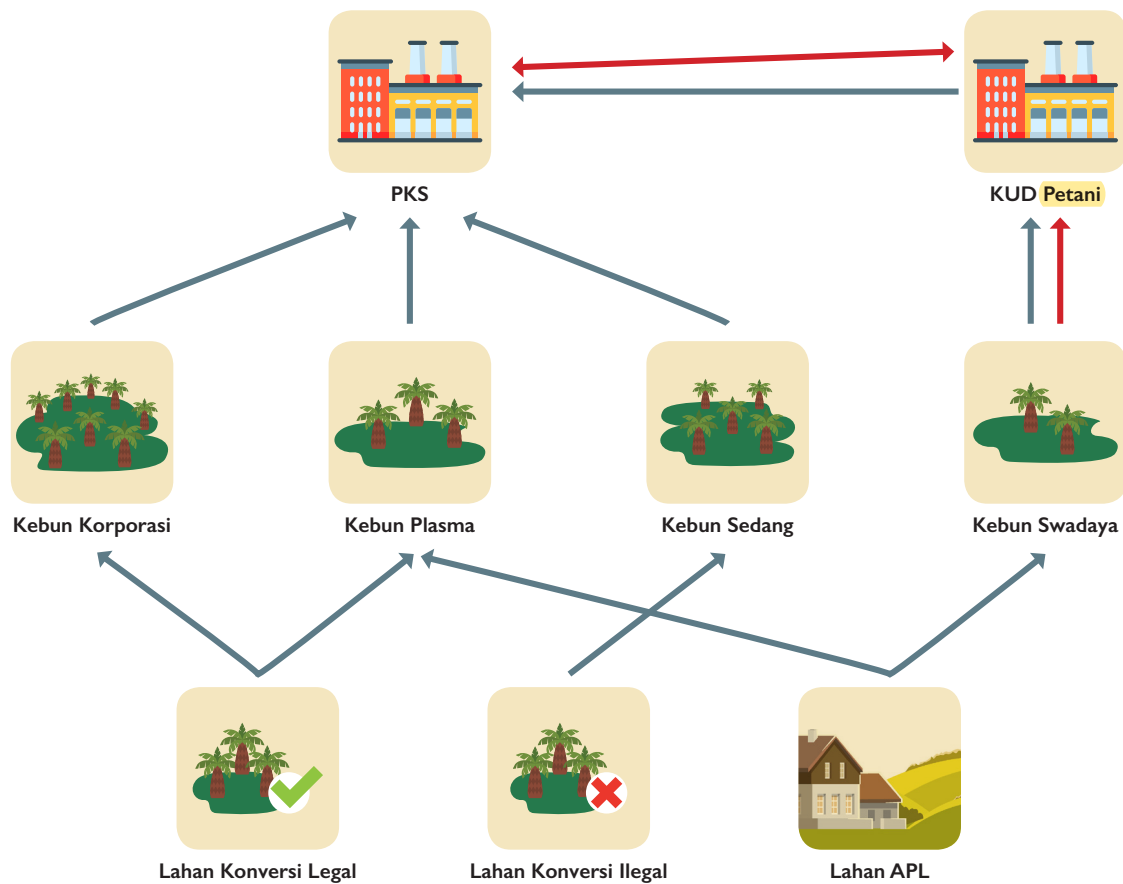 PKS
KUD Petani
Kebun Korporasi
Kebun Plasma
Kebun Sedang
Kebun Swadaya
Lahan Konversi Legal
Lahan Konversi Ilegal
Lahan APL